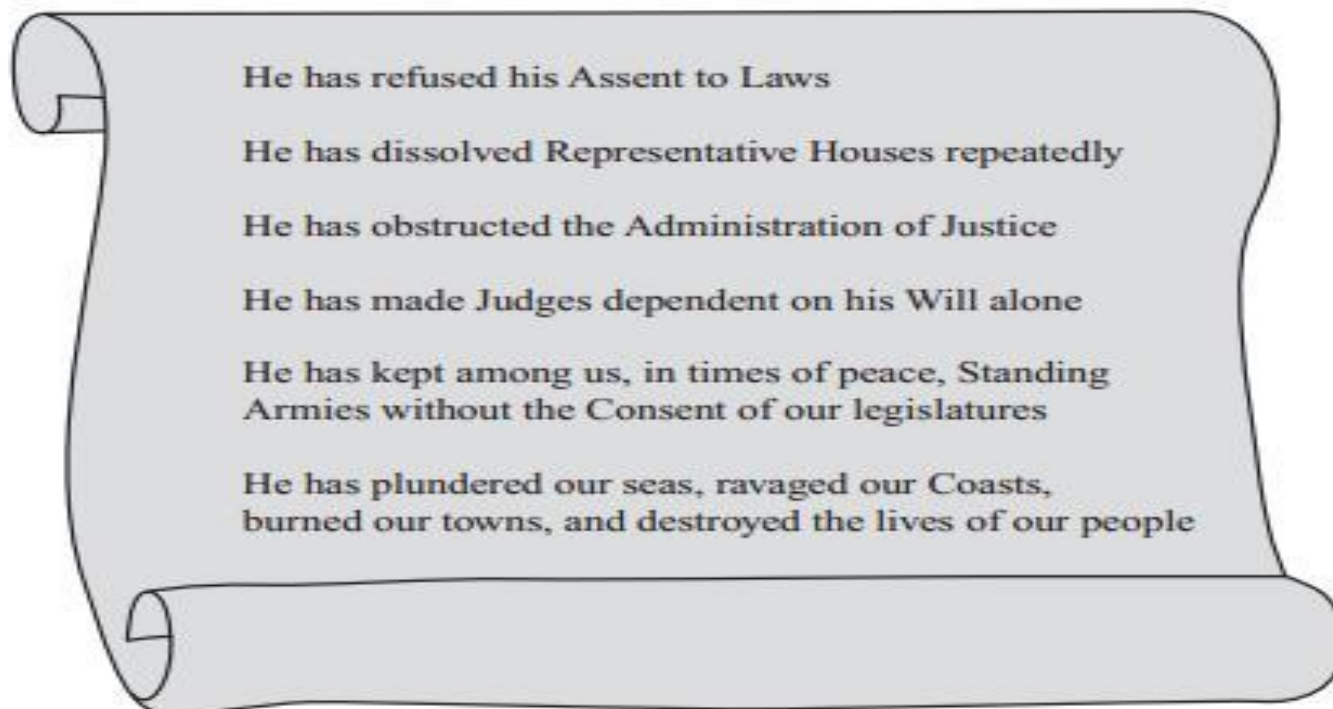 He has refused his Assent to Laws
He has dissolved Representative Houses repeatedly
He has obstructed the Administration of Justice
He has made Judges dependent on his Will alone
He has kept among us, in times of peace, Standing
Armies without the Consent of our legislatures
He has plundered our seas, ravaged our Coasts,
burned our towns, and destroyed the lives of our people